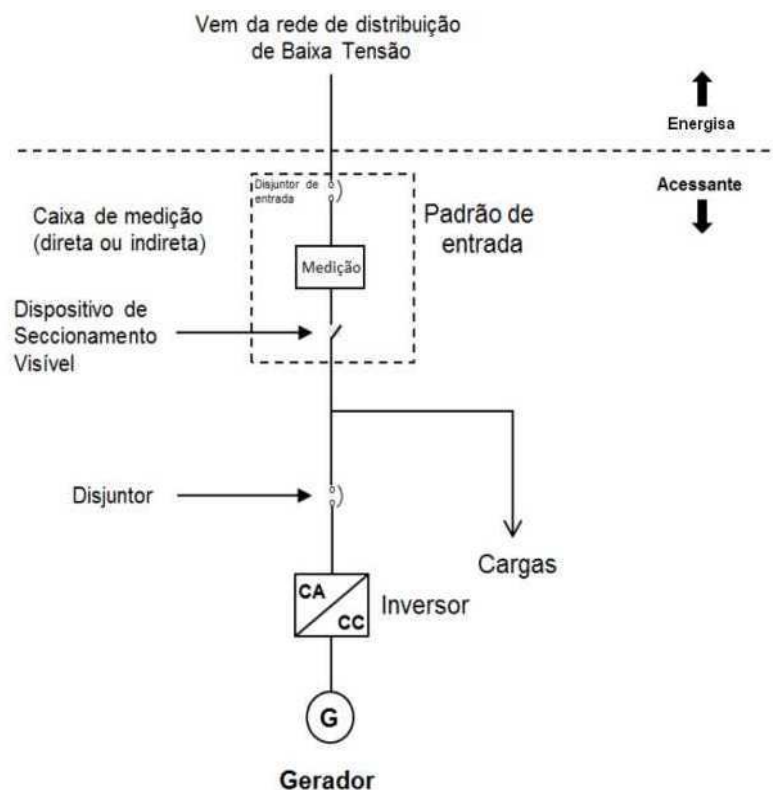 Vem da rede de distribuição
de Baixa Tensão
Energisa
Acessante
Disjuntor de
entrada
Caixa de medição
(direta ou indireta)
Padrão de
entrada
Medição
Dispositivo de
Seccionamento
Visível
Disjuntor
Cargas
CA
CC
Inversor
G
Gerador